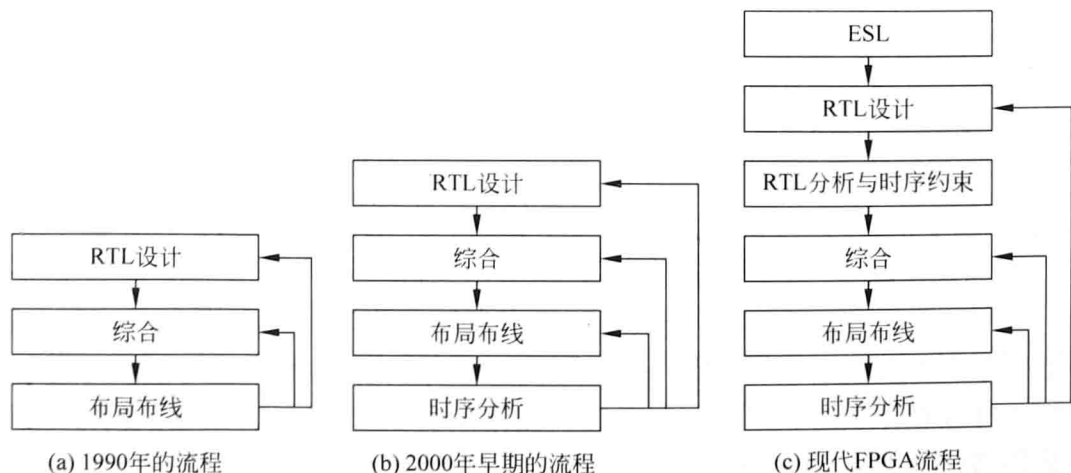 RTL设计
综合
布局布线
(a) 1990年的流程
RTL设计
综合
布局布线
时序分析
(b) 2000年早期的流程
ESL
RTL设计
RTL分析与时序约束
综合
布局布线
时序分析
(c) 现代FPGA流程